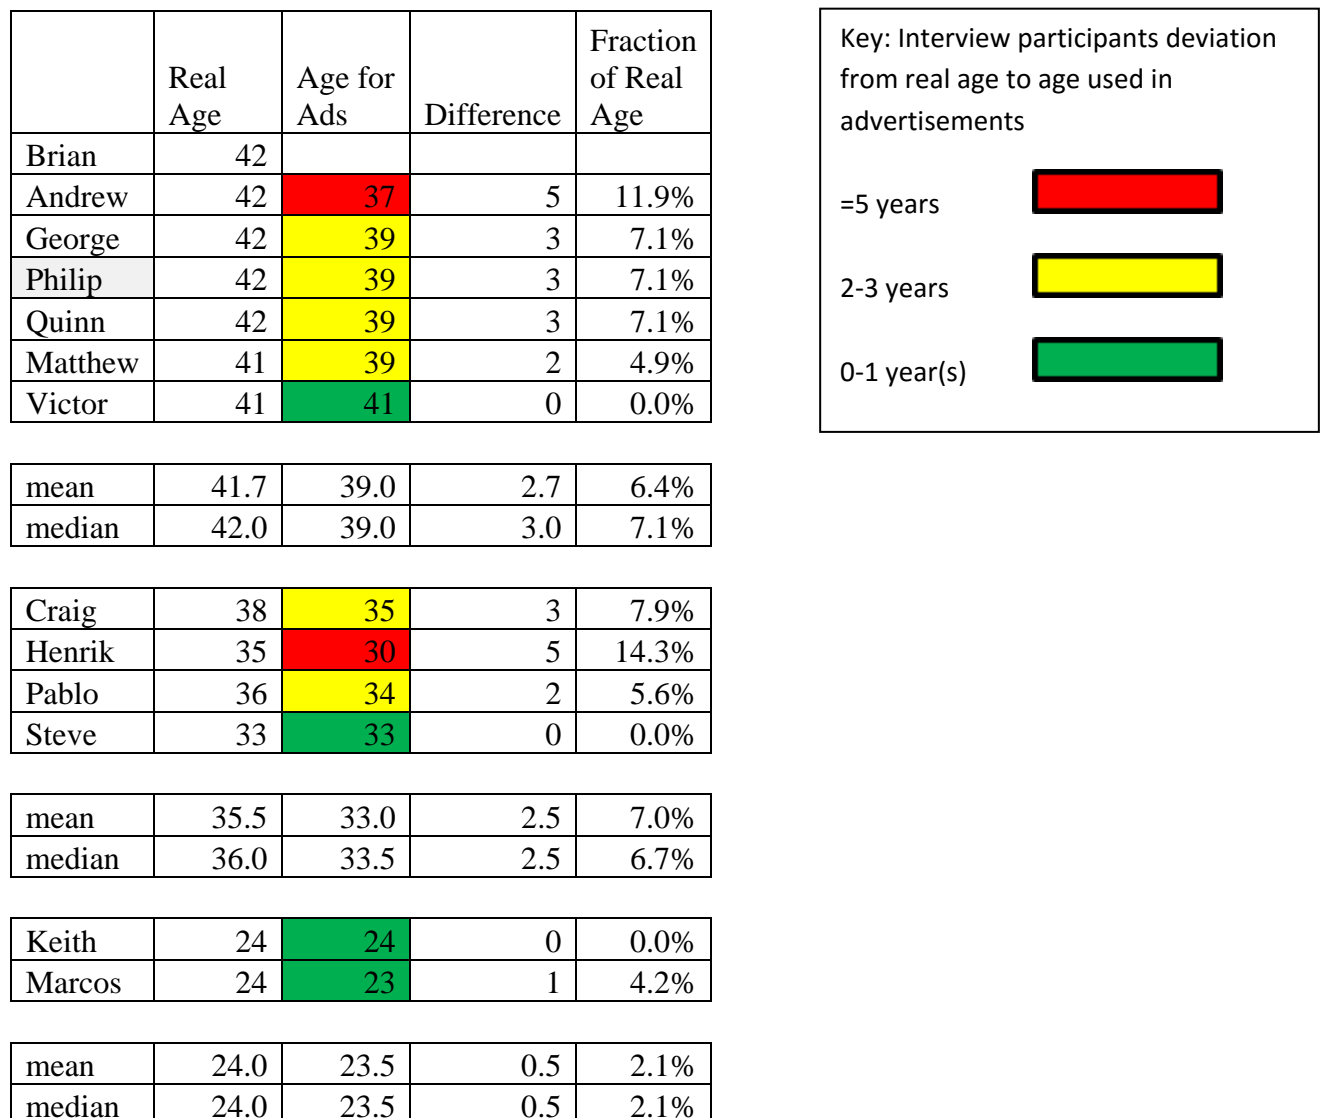 Real Age Age for Ads Difference Fraction of Real Age
Brian 42
Andrew 42 37 5 11.9%
George 42 39 3 7.1%
Philip 42 39 3 7.1%
Quinn 42 39 3 7.1%
Matthew 41 39 2 4.9%
Victor 41 41 0 0.0%
mean 41.7 39.0 2.7 6.4%
median 42.0 39.0 3.0 7.1%
Craig 38 35 3 7.9%
Henrik 35 30 5 14.3%
Pablo 36 34 2 5.6%
Steve 33 33 0 0.0%
mean 35.5 33.0 2.5 7.0%
median 36.0 33.5 2.5 6.7%
Keith 24 24 0 0.0%
Marcos 24 23 1 4.2%
mean 24.0 23.5 0.5 2.1%
median 24.0 23.5 0.5 2.1%
Key: Interview participants deviation
from real age to age used in
advertisements
=5 years
2-3 years
0-1 year(s)